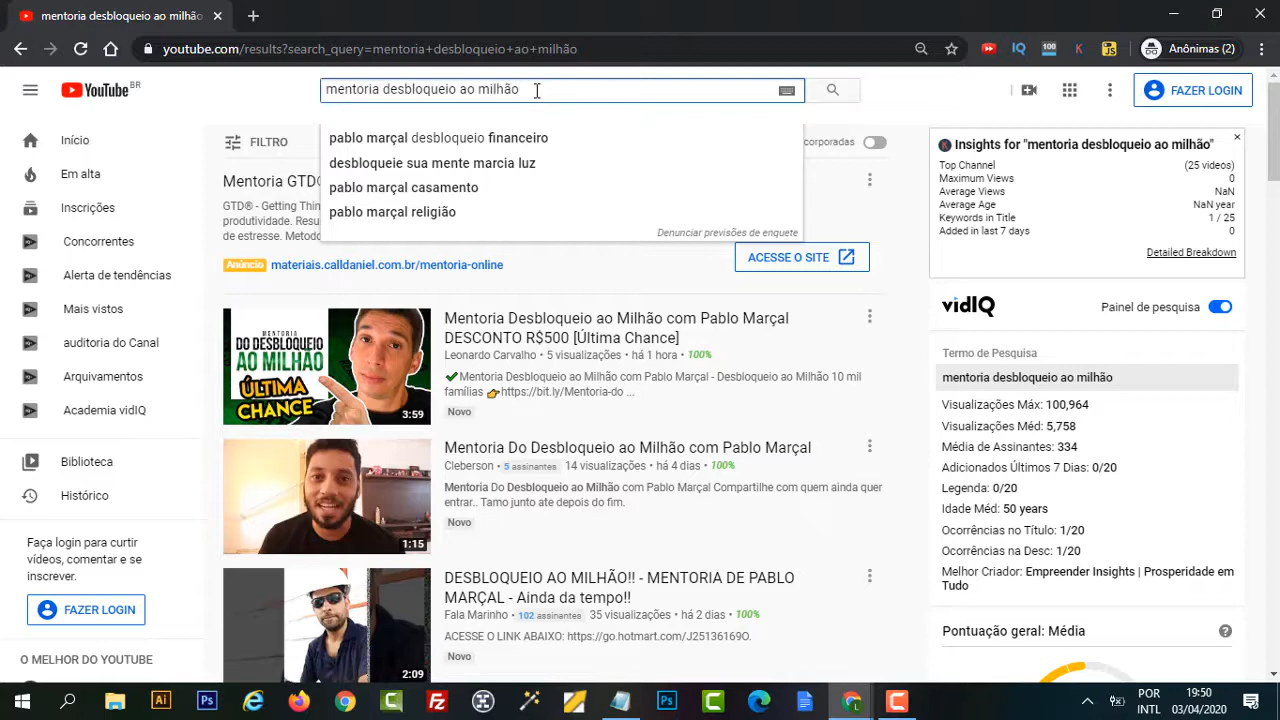 mentoria desbloqueio ao milhão
youtube.com/results?search_query=mentoria+desbloqueio+ao+milhão
Anônimas (2)
YouTube BR
mentoria desbloqueio ao milhão
FAZER LOGIN
pablo marçal desbloqueio financeiro
desbloqueie sua mente marcia luz
pablo marçal casamento
pablo marçal religião
Denunciar previsões de enquete
Início
Em alta
Inscrições
Concorrentes
Alerta de tendências
Mais vistos
auditoria do Canal
Arquivamentos
Academia vidIQ
Biblioteca
Histórico
Faça login para curtir
vídeos, comentar e se
inscrever.
FAZER LOGIN
O MELHOR DO YOUTUBE
FILTRO
corporadas
Mentoria GTD®
GTD® - Getting Thin
produtividade. Resu
de estresse. Metodo
Anúncio materiais.calldaniel.com.br/mentoria-online
ACESSE O SITE
MENTORIA
DO DESBLOQUEIO
AO MILHÃO
ÚLTIMA
CHANCE
3:59
Mentoria Desbloqueio ao Milhão com Pablo Marçal
DESCONTO R$500 [Última Chance]
Leonardo Carvalho • 5 visualizações • há 1 hora • 100%
Mentoria Desbloqueio ao Milhão com Pablo Marçal - Desbloqueio ao Milhão 10 mil
famílias https://bit.ly/Mentoria-do ...
Novo
1:15
Mentoria Do Desbloqueio ao Milhão com Pablo Marçal
Cleberson • 5 assinantes • 14 visualizações • há 4 dias • 100%
Mentoria Do Desbloqueio ao Milhão com Pablo Marçal Compartilhe com quem ainda quer
entrar.. Tamo junto ate depois do fim.
Novo
2:09
DESBLOQUEIO AO MILHÃO!! - MENTORIA DE PABLO
MARÇAL - Ainda da tempo!!
Fala Marinho • 102 assinantes • 35 visualizações • há 2 dias • 100%
ACESSE O LINK ABAIXO: https://go.hotmart.com/J25136169O.
Novo
Insights for "mentoria desbloqueio ao milhão"
Top Channel (25 videos)
Maximum Views 0
Average Views NaN
Average Age NaN year
Keywords in Title 1 / 25
Added in last 7 days 0
Detailed Breakdown
vidIQ
Painel de pesquisa
Termo de Pesquisa
mentoria desbloqueio ao milhão
Visualizações Máx: 100,964
Visualizações Méd: 5,758
Média de Assinantes: 334
Adicionados Últimos 7 Dias: 0/20
Legenda: 0/20
Idade Méd: 50 years
Ocorrências no Título: 1/20
Ocorrências na Desc: 1/20
Melhor Criador: Empreender Insights | Prosperidade em
Tudo
Pontuação geral: Média
POR
INTL
19:50
03/04/2020